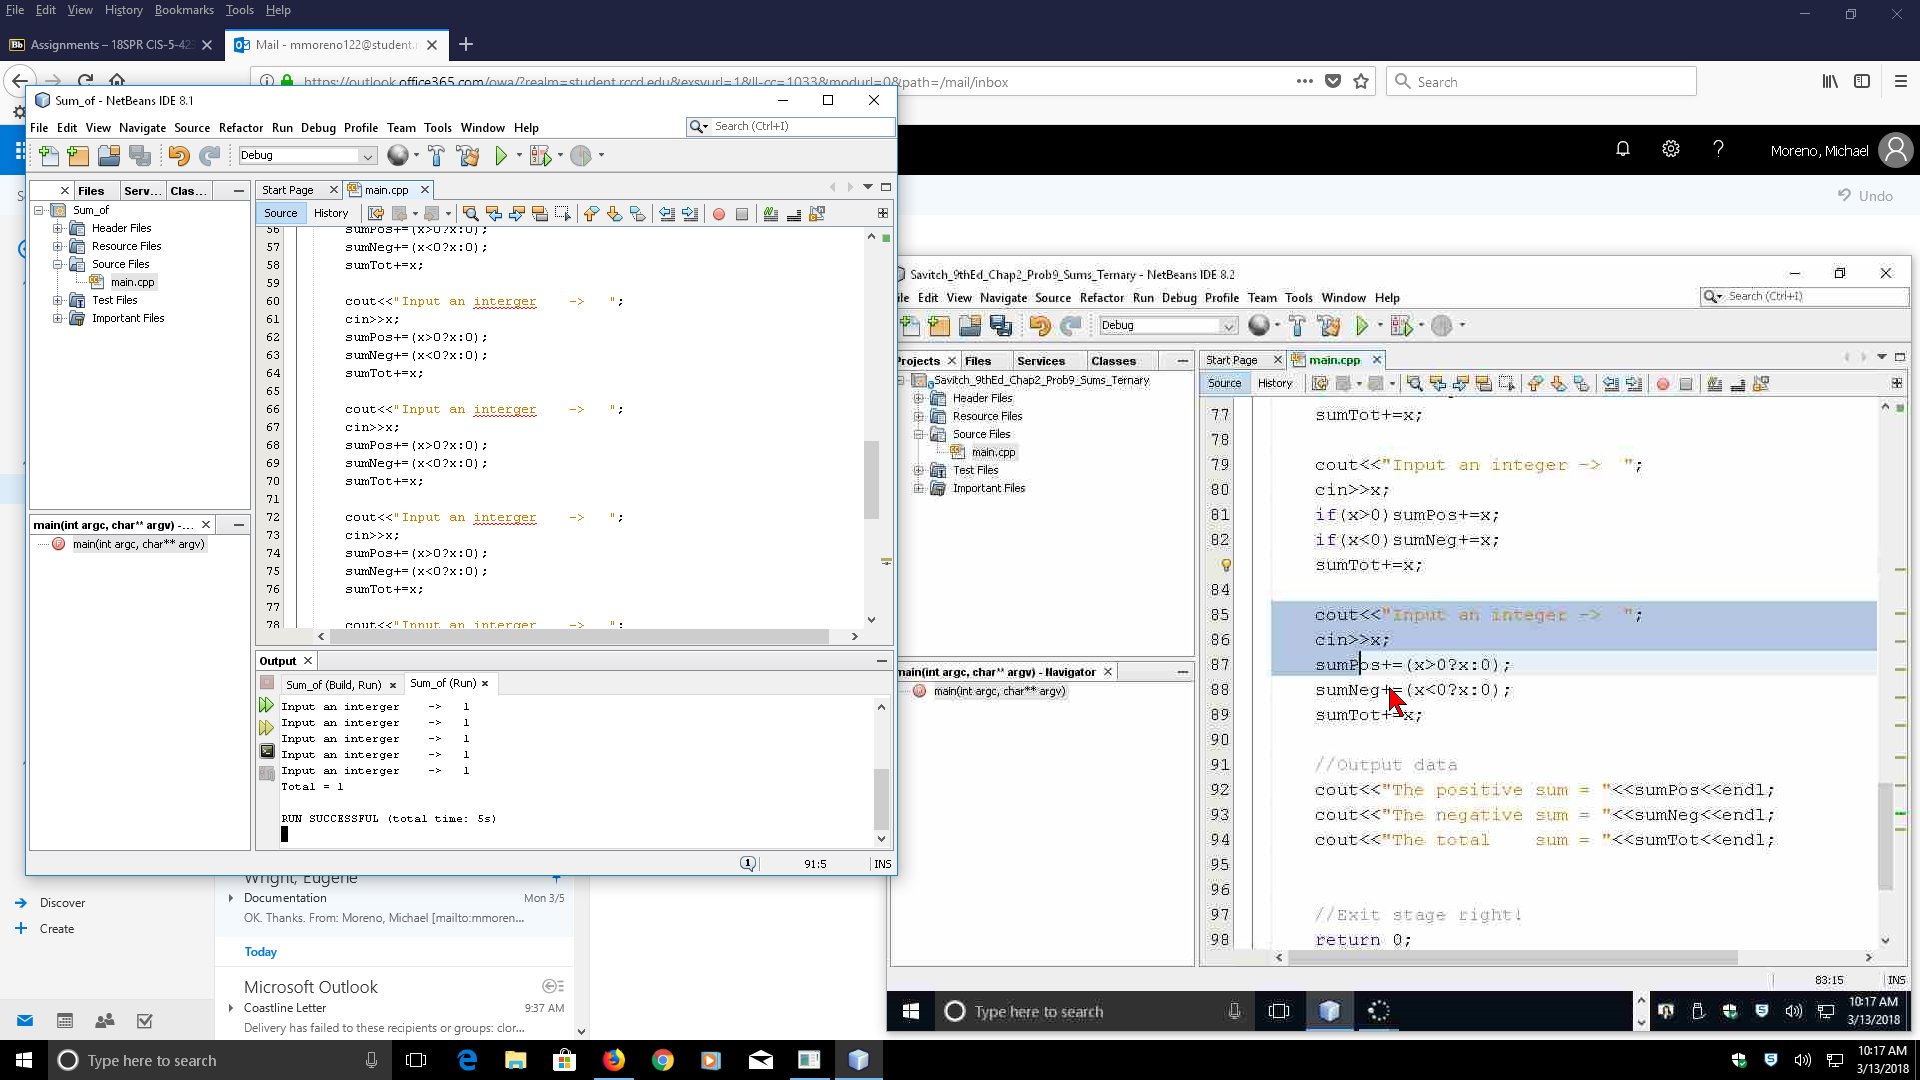 File Edit View History Bookmarks Tools Help
Assignments – 18SPR CIS-5-42
Mail - mmoreno122@student.r
https://outlook.office365.com/owa/?realm=student.rccd.edu&exsvurl=1&ll-cc=1033&modurl=0&path=/mail/inbox
Search
Moreno, Michael
Undo
Sum_of - NetBeans IDE 8.1
File Edit View Navigate Source Refactor Run Debug Profile Team Tools Window Help
Search (Ctrl+I)
Debug
Files Serv... Clas...
Sum_of
Header Files
Resource Files
Source Files
main.cpp
Test Files
Important Files
main(int argc, char** argv) -...
main(int argc, char** argv)
Start Page main.cpp
Source History
56 sumPos+=(x>0?x:0);
57 sumNeg+=(x<0?x:0);
58 sumTot+=x;
59
60 cout<<"Input an interger    ->   ";
61 cin>>x;
62 sumPos+=(x>0?x:0);
63 sumNeg+=(x<0?x:0);
64 sumTot+=x;
65
66 cout<<"Input an interger    ->   ";
67 cin>>x;
68 sumPos+=(x>0?x:0);
69 sumNeg+=(x<0?x:0);
70 sumTot+=x;
71
72 cout<<"Input an interger    ->   ";
73 cin>>x;
74 sumPos+=(x>0?x:0);
75 sumNeg+=(x<0?x:0);
76 sumTot+=x;
77
78 cout<<"Input an interger    ->   ";
Output
Sum_of (Build, Run) Sum_of (Run)
Input an interger    ->   1
Input an interger    ->   1
Input an interger    ->   1
Input an interger    ->   1
Input an interger    ->   1
Total = 1
RUN SUCCESSFUL (total time: 5s)
91:5 INS
Savitch_9thEd_Chap2_Prob9_Sums_Ternary - NetBeans IDE 8.2
ile Edit View Navigate Source Refactor Run Debug Profile Team Tools Window Help
Search (Ctrl+I)
Debug
Projects Files Services Classes
Savitch_9thEd_Chap2_Prob9_Sums_Ternary
Header Files
Resource Files
Source Files
main.cpp
Test Files
Important Files
main(int argc, char** argv) - Navigator
main(int argc, char** argv)
Start Page main.cpp
Source History
77 sumTot+=x;
78
79 cout<<"Input an integer ->  ";
80 cin>>x;
81 if(x>0)sumPos+=x;
82 if(x<0)sumNeg+=x;
sumTot+=x;
84
85 cout<<"Input an integer ->  ";
86 cin>>x;
87 sumPos+=(x>0?x:0);
88 sumNeg+=(x<0?x:0);
89 sumTot+=x;
90
91 //Output data
92 cout<<"The positive sum = "<<sumPos<<endl;
93 cout<<"The negative sum = "<<sumNeg<<endl;
94 cout<<"The total    sum = "<<sumTot<<endl;
95
96
97 //Exit stage right!
98 return 0;
83:15 INS
Type here to search
10:17 AM
3/13/2018
Discover
Create
Wright, Eugene
Documentation Mon 3/5
OK. Thanks. From: Moreno, Michael [mailto:mmoren...
Today
Microsoft Outlook
Coastline Letter 9:37 AM
Delivery has failed to these recipients or groups: clor...
Type here to search
10:17 AM
3/13/2018